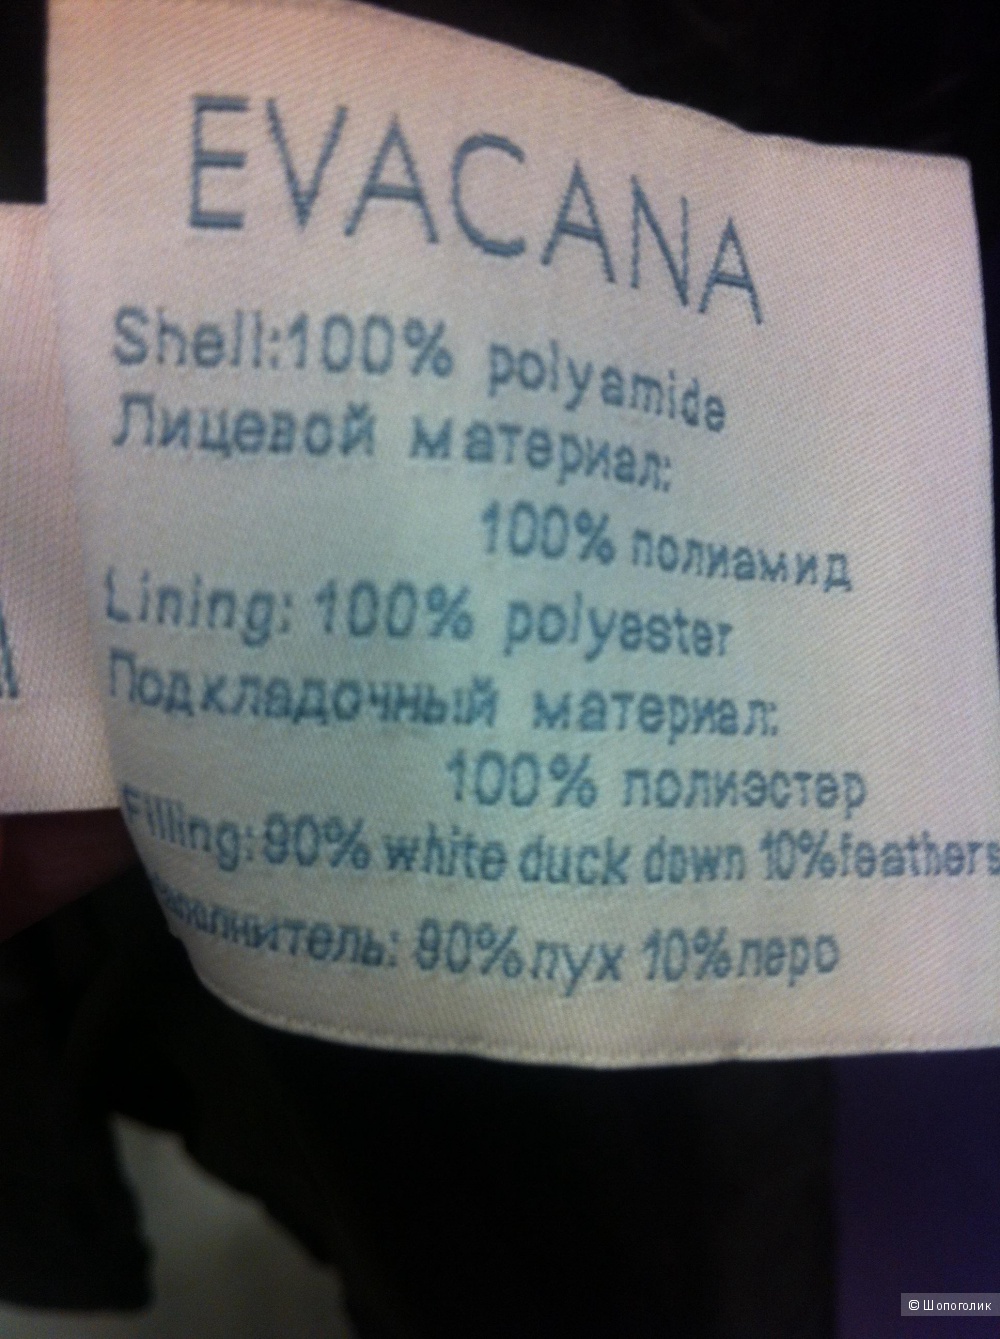 EVACANA
Shell:100% polyamide
Лицевой материал:
100% полиамид
Lining: 100% polyester
Подкладочный материал:
100% полиэстер
Filling:90% white duck down 10%feathers
Наполнитель: 90%пух 10%перо
© Шопоголик